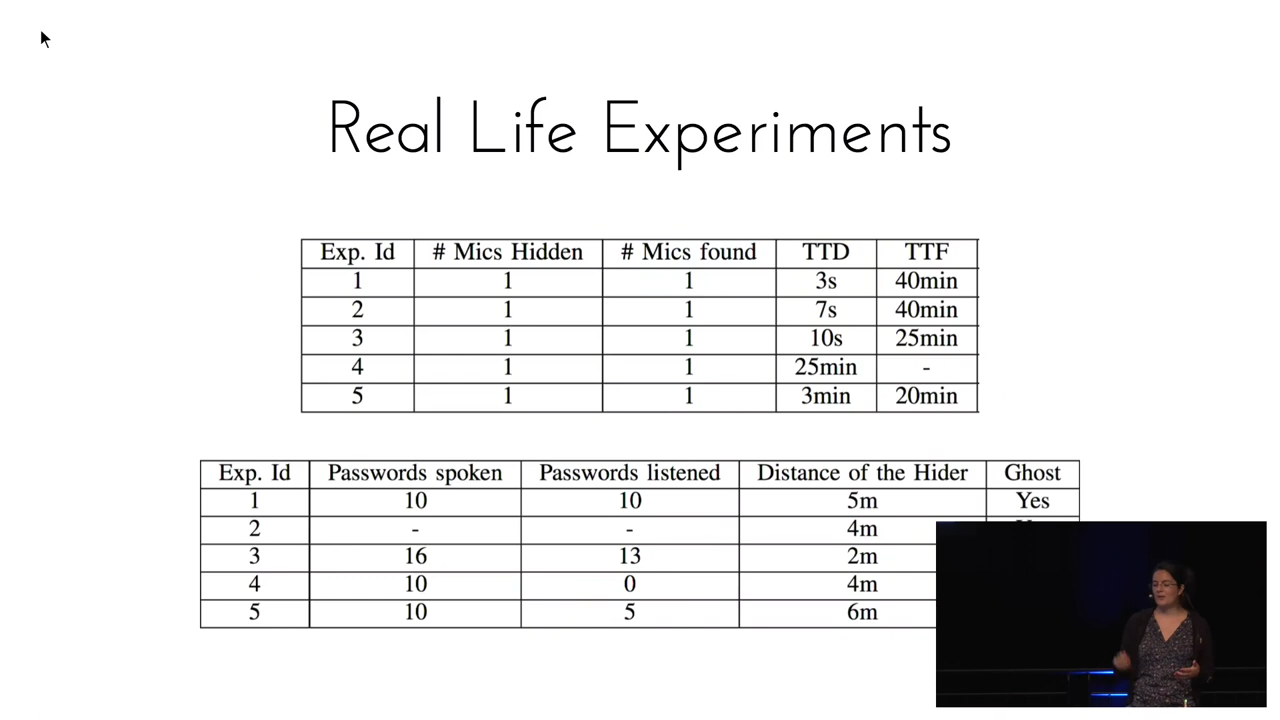 Real Life Experiments
Exp. Id # Mics Hidden # Mics found TTD TTF
1 1 1 3s 40min
2 1 1 7s 40min
3 1 1 10s 25min
4 1 1 25min -
5 1 1 3min 20min
Exp. Id Passwords spoken Passwords listened Distance of the Hider Ghost
1 10 10 5m Yes
2 - - 4m
3 16 13 2m
4 10 0 4m
5 10 5 6m